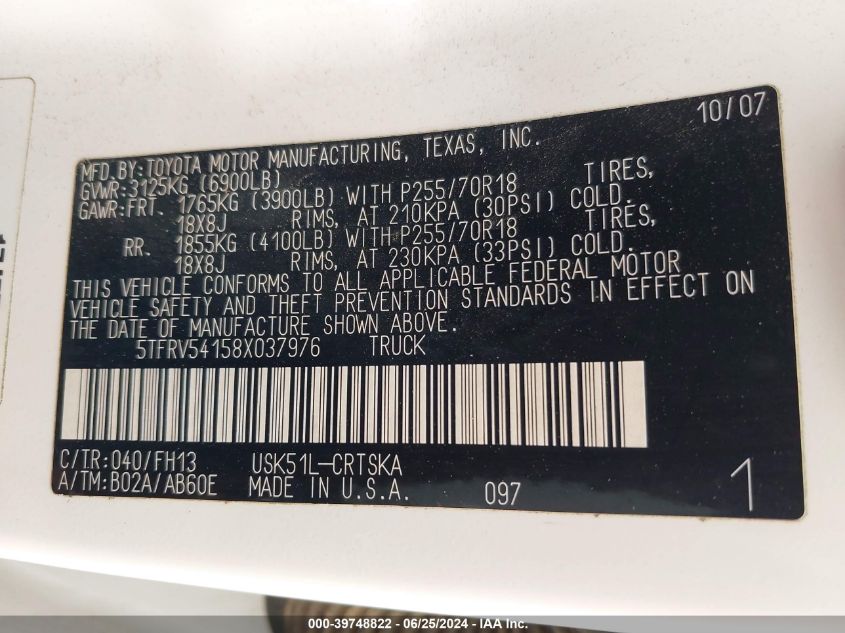 10/07
MFD.BY:TOYOTA MOTOR MANUFACTURING, TEXAS, INC.
GVWR:3125KG (6900LB)
GAWR:FRT. 1765KG (3900LB) WITH P255/70R18 TIRES,
18X8J RIMS, AT 210KPA (30PSI) COLD.
RR. 1855KG (4100LB) WITH P255/70R18 TIRES,
18X8J RIMS, AT 230KPA (33PSI) COLD.
THIS VEHICLE CONFORMS TO ALL APPLICABLE FEDERAL MOTOR
VEHICLE SAFETY AND THEFT PREVENTION STANDARDS IN EFFECT ON
THE DATE OF MANUFACTURE SHOWN ABOVE.
5TFRV54158X037976 TRUCK
C/TR:040/FH13 USK51L-CRTSKA
A/TM:B02A/AB60E MADE IN U.S.A. 097 1
000-39748822 - 06/25/2024 - IAA Inc.